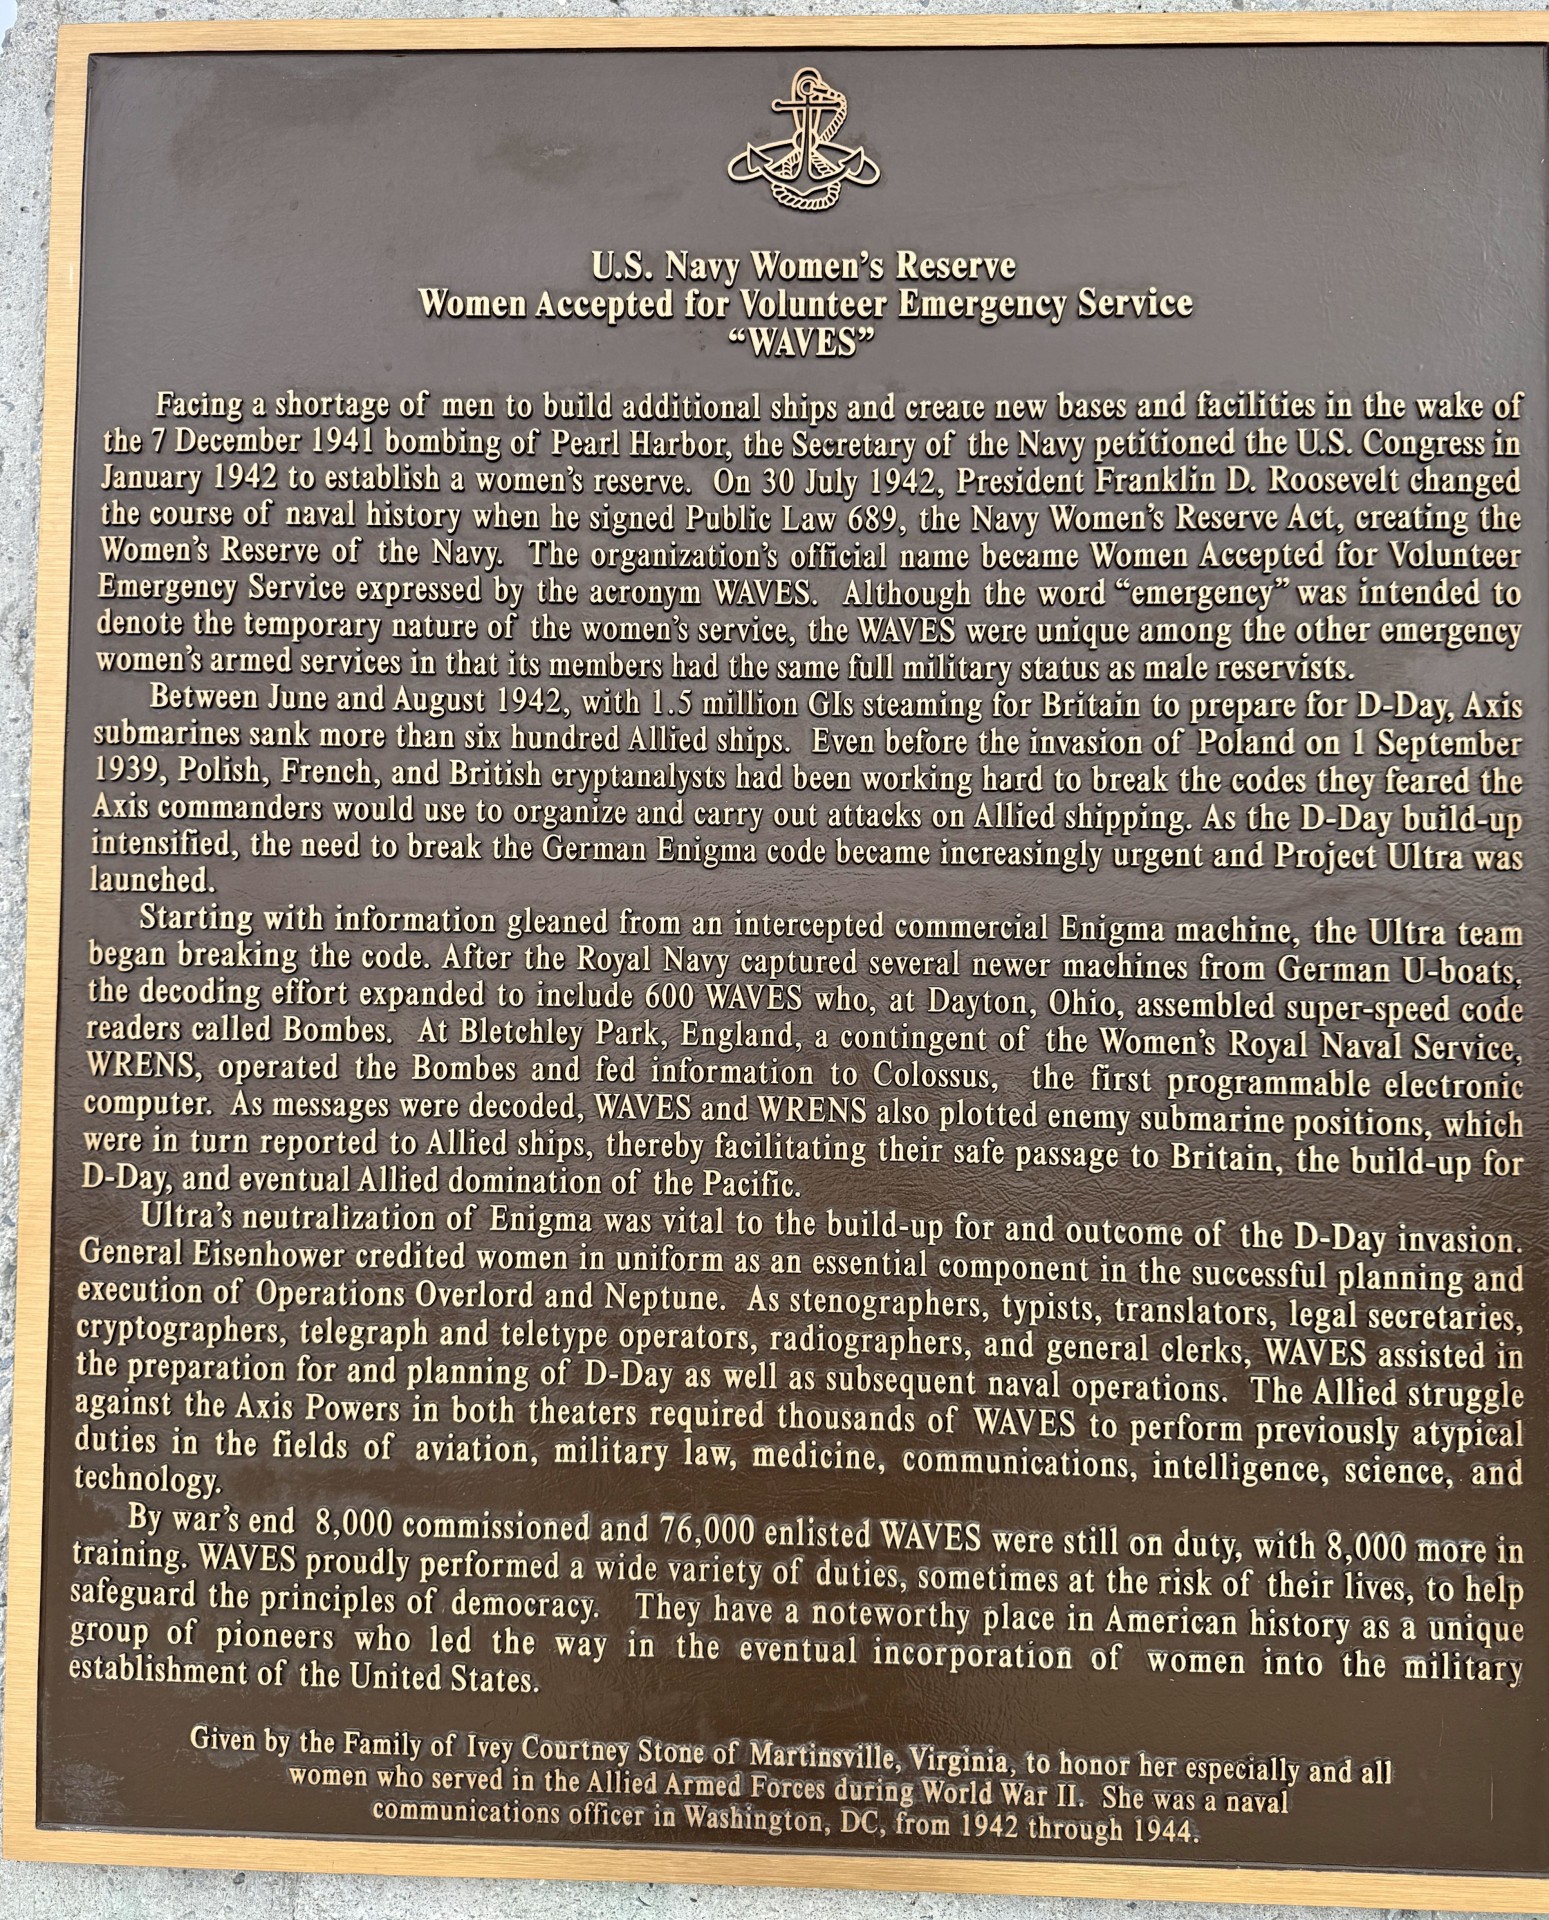 U.S. Navy Women's Reserve
Women Accepted for Volunteer Emergency Service
“WAVES”
Facing a shortage of men to build additional ships and create new bases and facilities in the wake of
the 7 December 1941 bombing of Pearl Harbor, the Secretary of the Navy petitioned the U.S. Congress in
January 1942 to establish a women's reserve. On 30 July 1942, President Franklin D. Roosevelt changed
the course of naval history when he signed Public Law 689, the Navy Women's Reserve Act, creating the
Women's Reserve of the Navy. The organization's official name became Women Accepted for Volunteer
Emergency Service expressed by the acronym WAVES. Although the word “emergency” was intended to
denote the temporary nature of the women's service, the WAVES were unique among the other emergency
women's armed services in that its members had the same full military status as male reservists.
Between June and August 1942, with 1.5 million GIs steaming for Britain to prepare for D-Day, Axis
submarines sank more than six hundred Allied ships. Even before the invasion of Poland on 1 September
1939, Polish, French, and British cryptanalysts had been working hard to break the codes they feared the
Axis commanders would use to organize and carry out attacks on Allied shipping. As the D-Day build-up
intensified, the need to break the German Enigma code became increasingly urgent and Project Ultra was
launched.
Starting with information gleaned from an intercepted commercial Enigma machine, the Ultra team
began breaking the code. After the Royal Navy captured several newer machines from German U-boats,
the decoding effort expanded to include 600 WAVES who, at Dayton, Ohio, assembled super-speed code
readers called Bombes. At Bletchley Park, England, a contingent of the Women's Royal Naval Service,
WRENS, operated the Bombes and fed information to Colossus, the first programmable electronic
computer. As messages were decoded, WAVES and WRENS also plotted enemy submarine positions, which
were in turn reported to Allied ships, thereby facilitating their safe passage to Britain, the build-up for
D-Day, and eventual Allied domination of the Pacific.
Ultra's neutralization of Enigma was vital to the build-up for and outcome of the D-Day invasion.
General Eisenhower credited women in uniform as an essential component in the successful planning and
execution of Operations Overlord and Neptune. As stenographers, typists, translators, legal secretaries,
cryptographers, telegraph and teletype operators, radiographers, and general clerks, WAVES assisted in
the preparation for and planning of D-Day as well as subsequent naval operations. The Allied struggle
against the Axis Powers in both theaters required thousands of WAVES to perform previously atypical
duties in the fields of aviation, military law, medicine, communications, intelligence, science, and
technology.
By war's end 8,000 commissioned and 76,000 enlisted WAVES were still on duty, with 8,000 more in
training. WAVES proudly performed a wide variety of duties, sometimes at the risk of their lives, to help
safeguard the principles of democracy. They have a noteworthy place in American history as a unique
group of pioneers who led the way in the eventual incorporation of women into the military
establishment of the United States.
Given by the Family of Ivey Courtney Stone of Martinsville, Virginia, to honor her especially and all
women who served in the Allied Armed Forces during World War II. She was a naval
communications officer in Washington, DC, from 1942 through 1944.